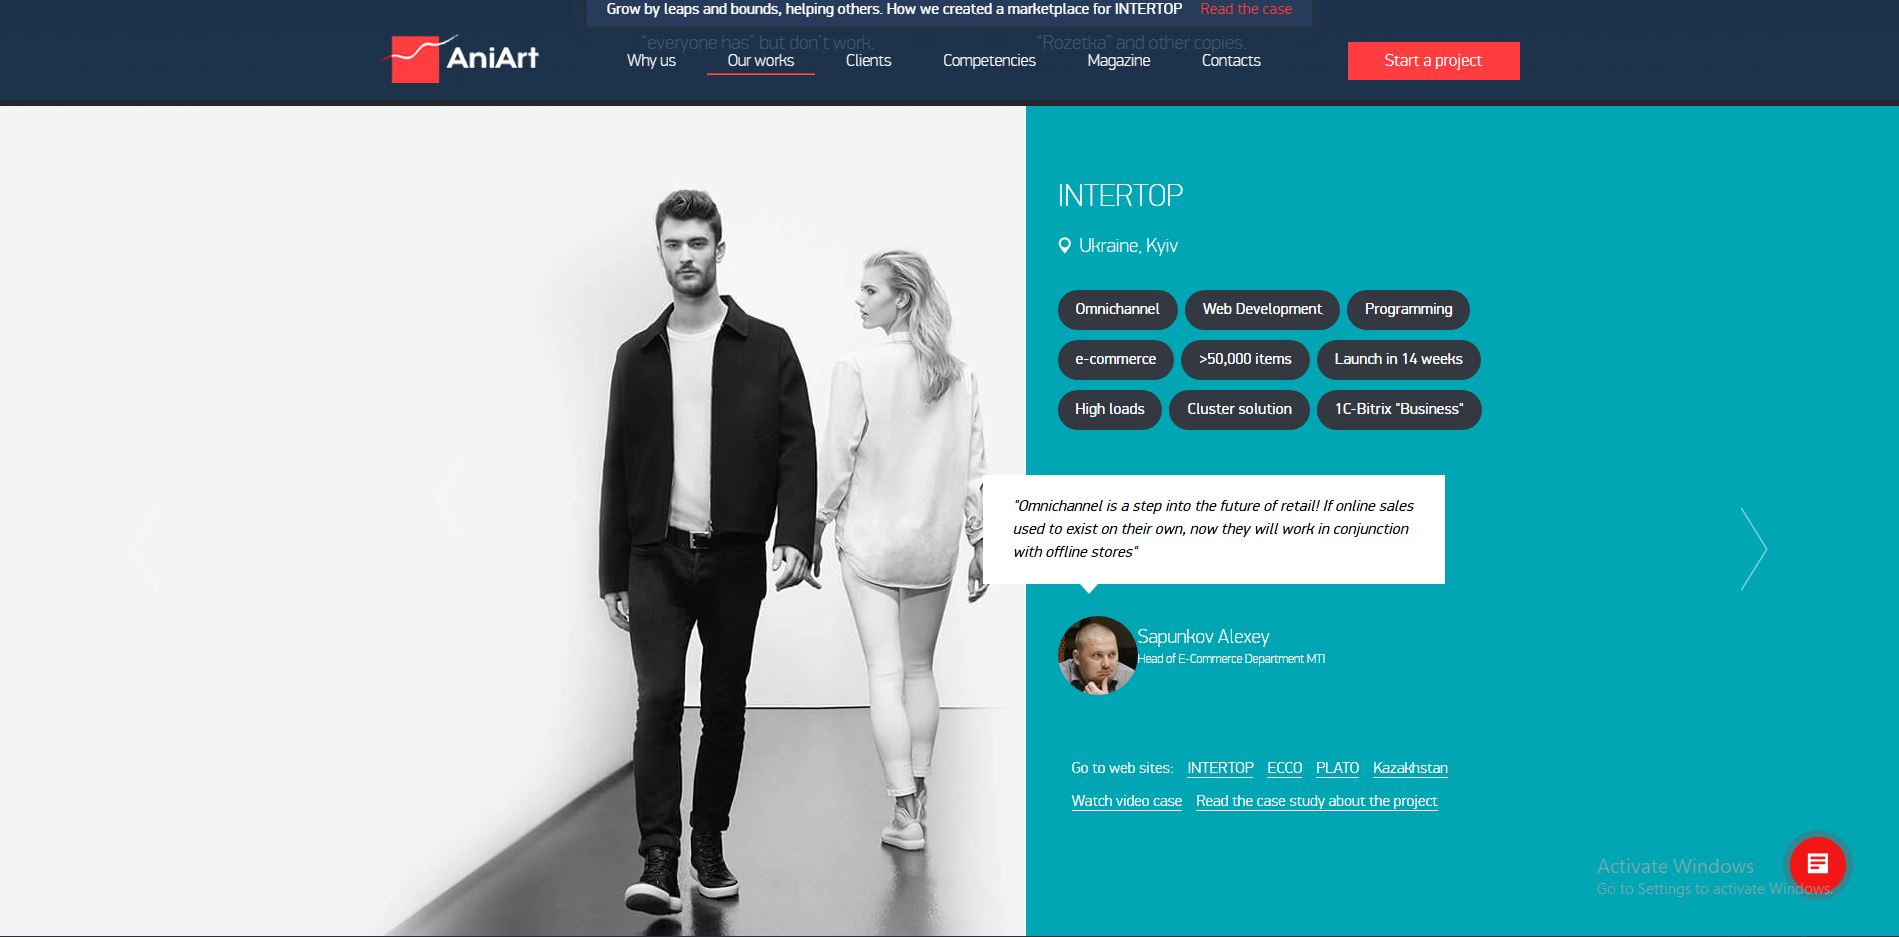 Grow by leaps and bounds, helping others. How we created a marketplace for INTERTOP Read the case
"everyone has" but don't work.
"Rozetka" and other copies.
AniArt
Why us Our works Clients Competencies Magazine Contacts
Start a project
INTERTOP
Ukraine, Kyiv
Omnichannel Web Development Programming
e-commerce >50,000 items Launch in 14 weeks
High loads Cluster solution 1C-Bitrix "Business"
"Omnichannel is a step into the future of retail! If online sales
used to exist on their own, now they will work in conjunction
with offline stores"
Sapunkov Alexey
Head of E-Commerce Department MTI
Go to web sites: INTERTOP ECCO PLATO Kazakhstan
Watch video case Read the case study about the project
Activate Windows
Go to Settings to activate Windows.